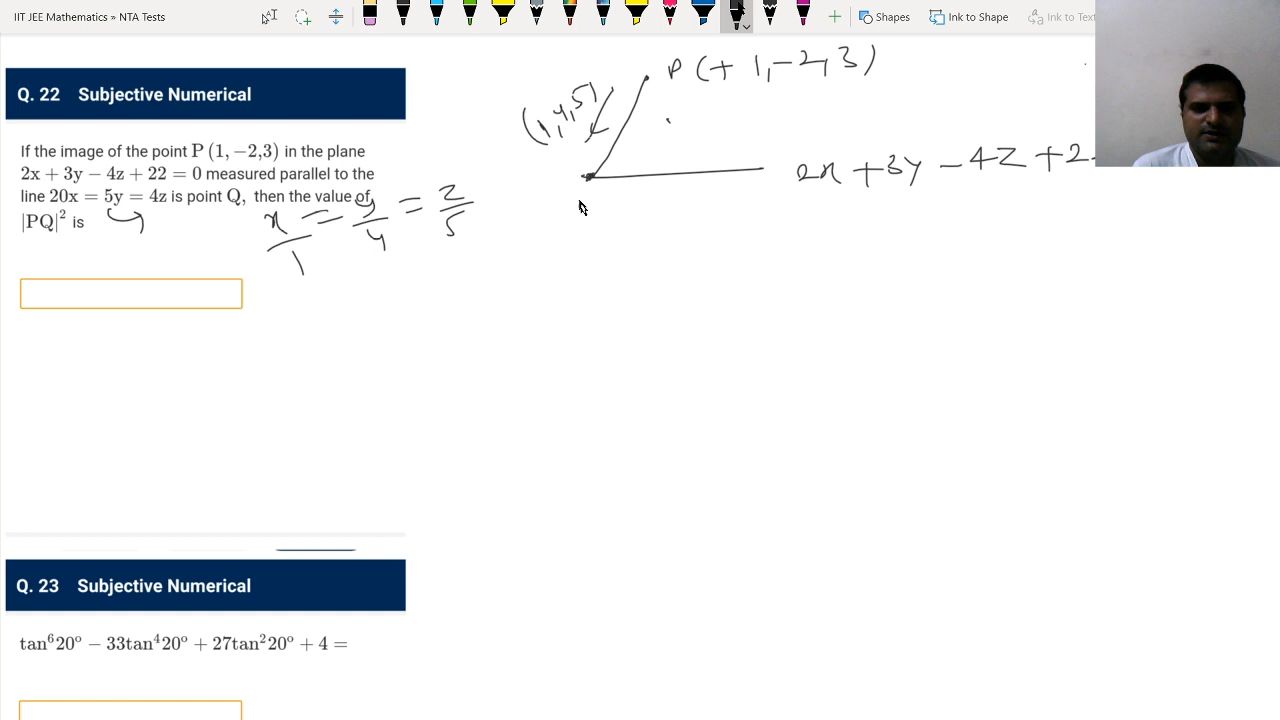 IIT JEE Mathematics » NTA Tests
Shapes
Ink to Shape
Ink to Text
Q. 22 Subjective Numerical
If the image of the point P (1, −2,3) in the plane
2x + 3y − 4z + 22 = 0 measured parallel to the
line 20x = 5y = 4z is point Q, then the value of
|PQ|² is
x/1 = y/4 = z/5
(1,4,5)
P (+ 1,-2,3)
2x + 3y - 4z + 2
Q. 23 Subjective Numerical
tan⁶20° − 33tan⁴20° + 27tan²20° + 4 =